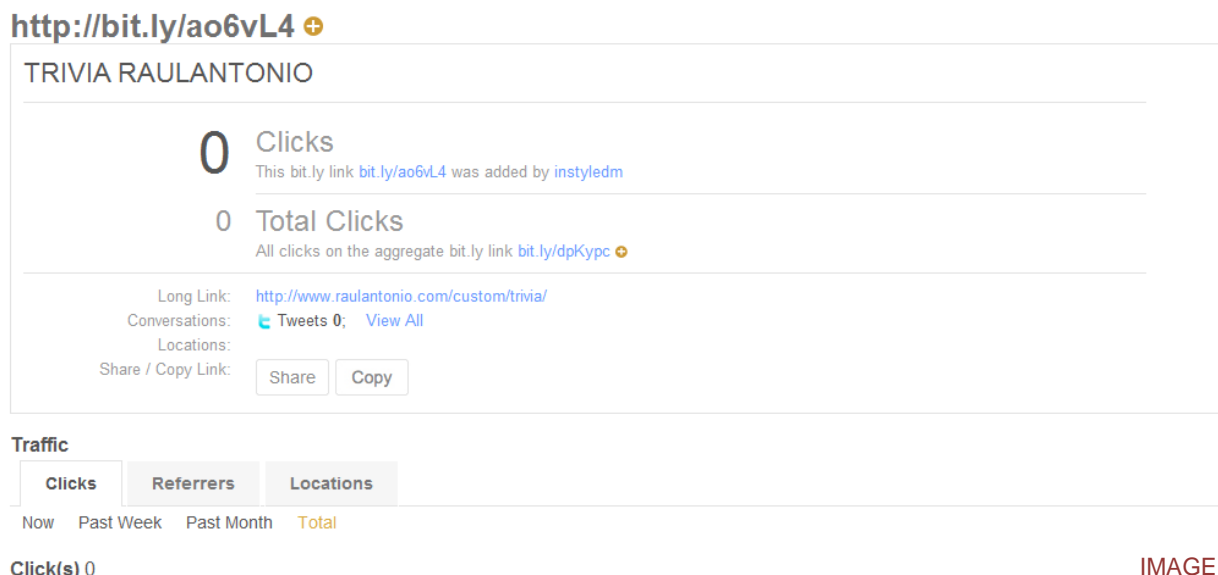 http://bit.ly/ao6vL4
TRIVIA RAULANTONIO
0 Clicks
This bit.ly link bit.ly/ao6vL4 was added by instyledm
0 Total Clicks
All clicks on the aggregate bit.ly link bit.ly/dpKypc
Long Link: http://www.raulantonio.com/custom/trivia/
Conversations: Tweets 0; View All
Locations:
Share / Copy Link: Share Copy
Traffic
Clicks Referrers Locations
Now Past Week Past Month Total
Click(s) 0
IMAGE